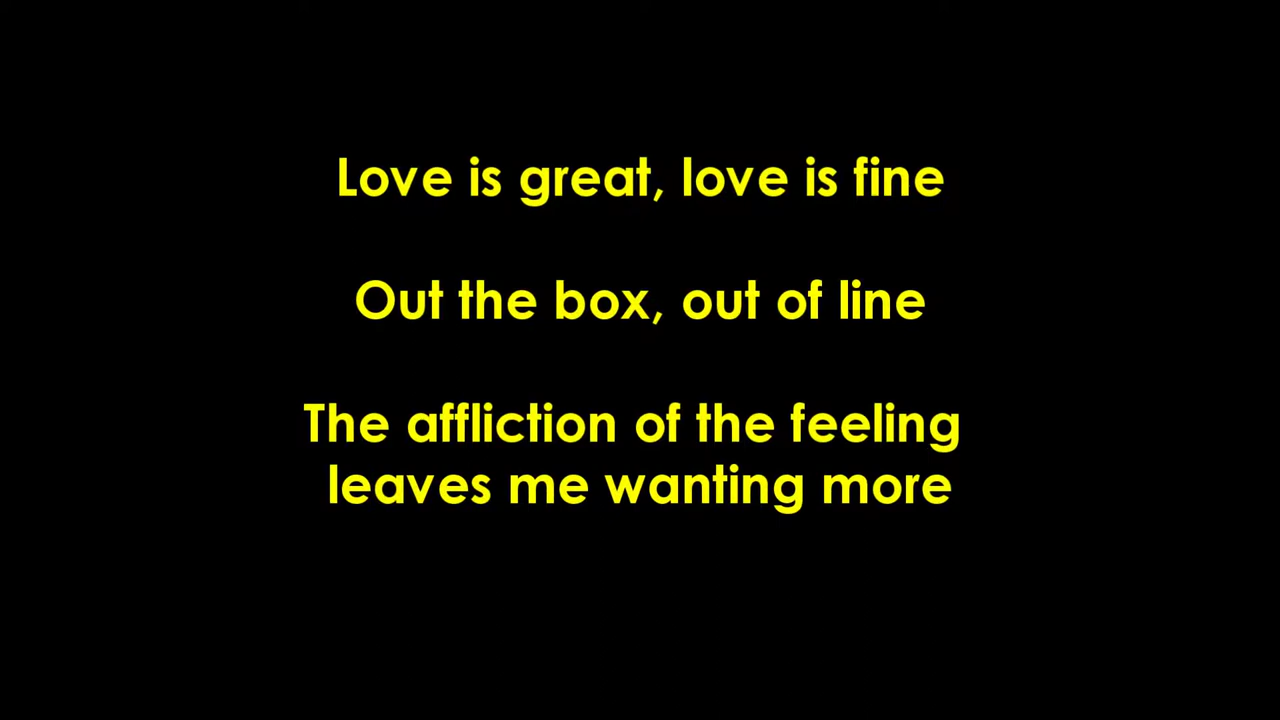 Love is great, love is fine
Out the box, out of line
The affliction of the feeling
leaves me wanting more